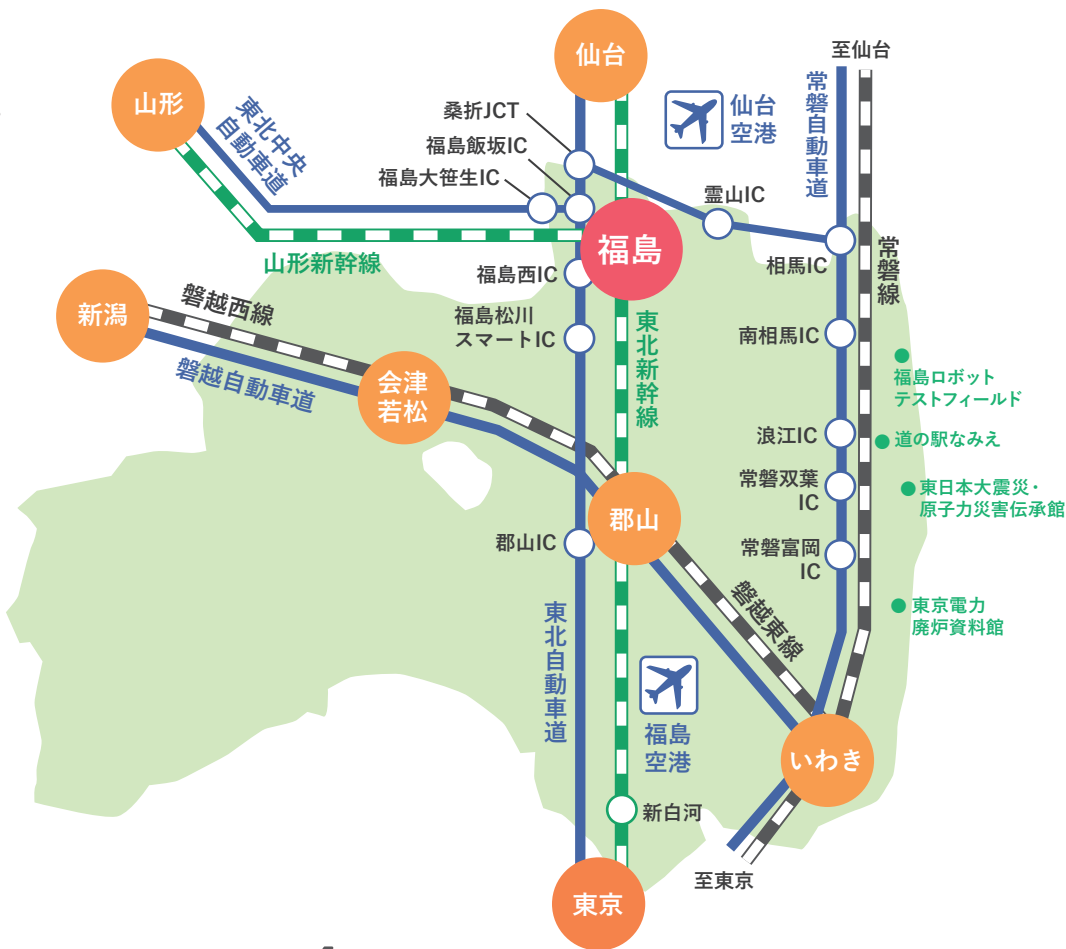 仙台
至仙台
山形
東北中央
自動車道
桑折JCT
仙台
空港
常磐自動車道
福島飯坂IC
福島大笹生IC
霊山IC
福島
相馬IC
常磐線
山形新幹線
福島西IC
新潟
磐越西線
福島松川
スマートIC
東北新幹線
南相馬IC
福島ロボット
テストフィールド
磐越自動車道
会津
若松
浪江IC
道の駅なみえ
常磐双葉
IC
東日本大震災・
原子力災害伝承館
郡山
郡山IC
常磐富岡
IC
磐越東線
東京電力
廃炉資料館
東北自動車道
福島
空港
いわき
新白河
至東京
東京